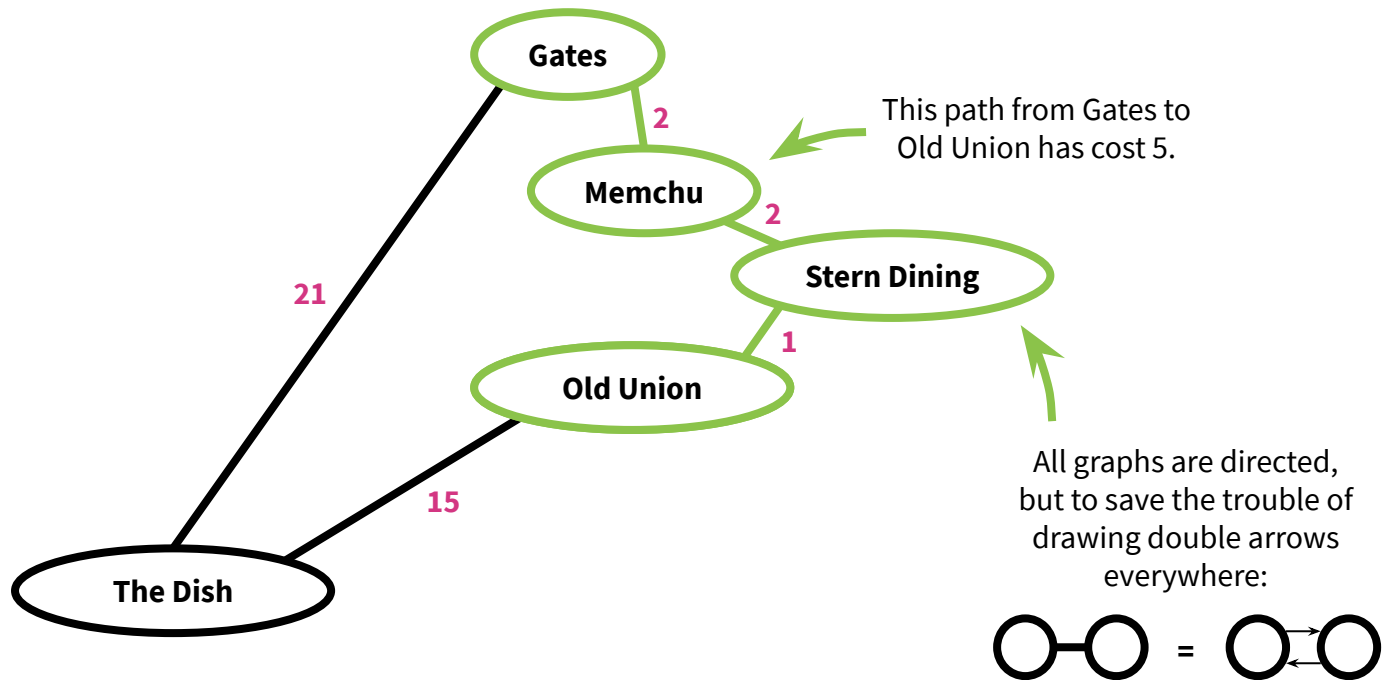 Gates
2
This path from Gates to
Old Union has cost 5.
Memchu
2
Stern Dining
21
1
Old Union
All graphs are directed,
but to save the trouble of
drawing double arrows
everywhere:
15
The Dish
=